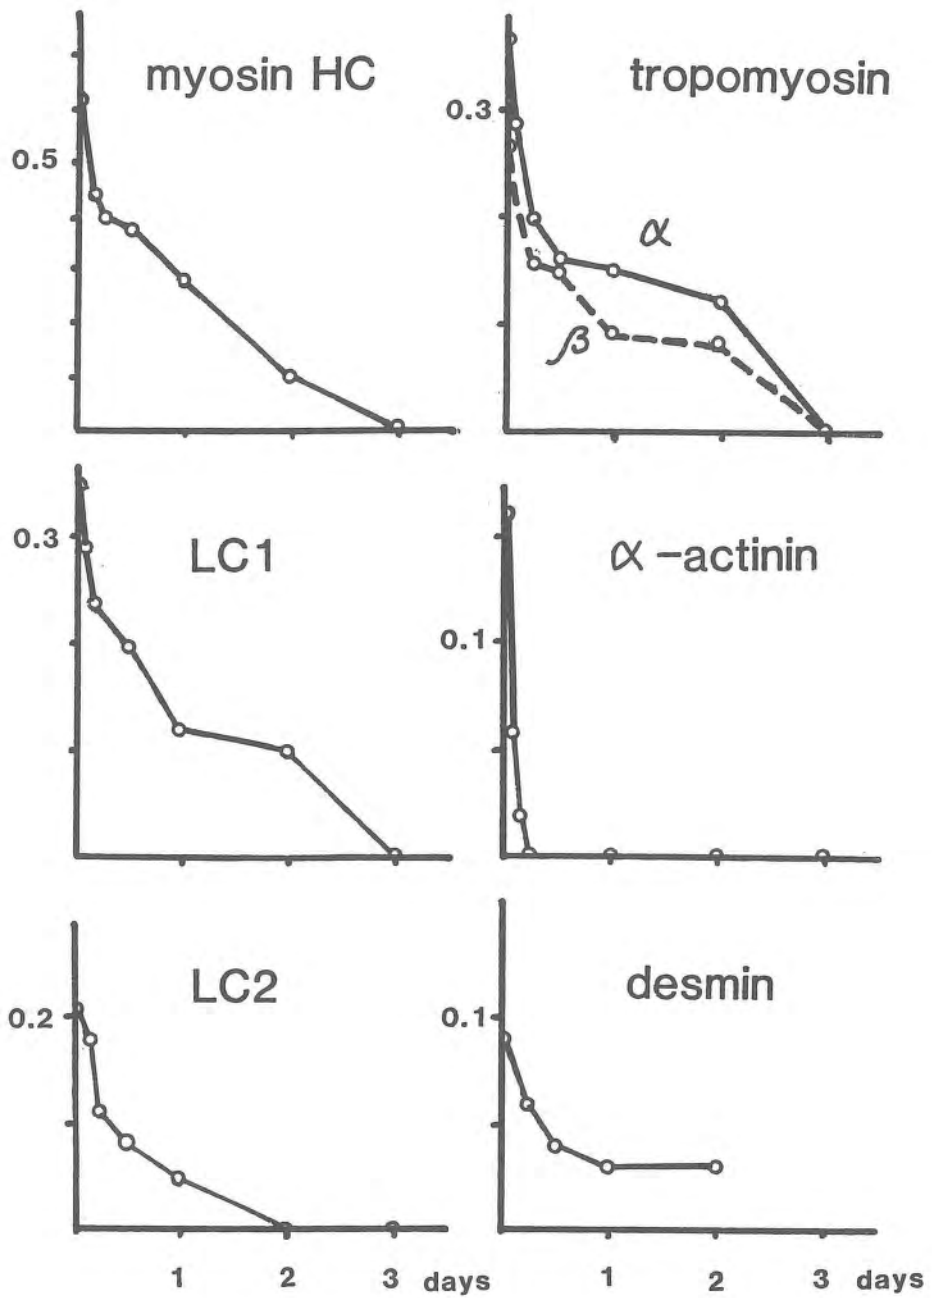 myosin HC
0.5
tropomyosin
0.3
α
β
LC1
0.3
α-actinin
0.1
LC2
0.2
desmin
0.1
1 2 3 days
1 2 3 days